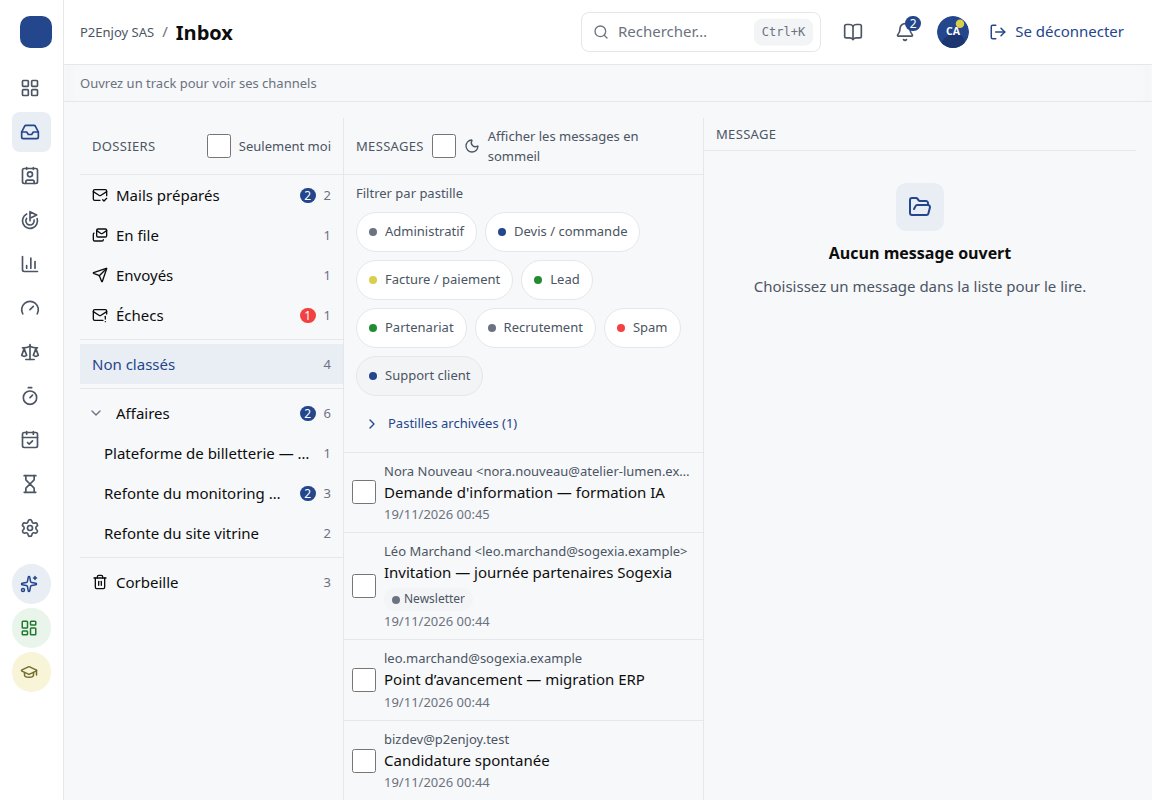 P2Enjoy SAS / Inbox
Rechercher... Ctrl+K
2
CA
Se déconnecter
Ouvrez un track pour voir ses channels
DOSSIERS
Seulement moi
Mails préparés 2 2
En file 1
Envoyés 1
Échecs 1 1
Non classés 4
Affaires 2 6
Plateforme de billetterie — ... 1
Refonte du monitoring ... 2 3
Refonte du site vitrine 2
Corbeille 3
MESSAGES
Afficher les messages en
sommeil
Filtrer par pastille
Administratif
Devis / commande
Facture / paiement
Lead
Partenariat
Recrutement
Spam
Support client
Pastilles archivées (1)
Nora Nouveau <nora.nouveau@atelier-lumen.ex...
Demande d'information — formation IA
19/11/2026 00:45
Léo Marchand <leo.marchand@sogexia.example>
Invitation — journée partenaires Sogexia
Newsletter
19/11/2026 00:44
leo.marchand@sogexia.example
Point d’avancement — migration ERP
19/11/2026 00:44
bizdev@p2enjoy.test
Candidature spontanée
19/11/2026 00:44
MESSAGE
Aucun message ouvert
Choisissez un message dans la liste pour le lire.